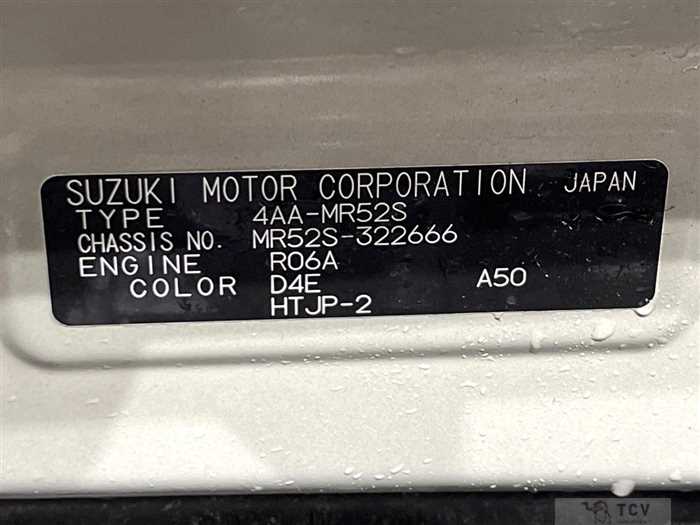 SUZUKI MOTOR CORPORATION JAPAN
TYPE 4AA-MR52S
CHASSIS NO. MR52S-322666
ENGINE R06A
COLOR D4E A50
HTJP-2
TCV